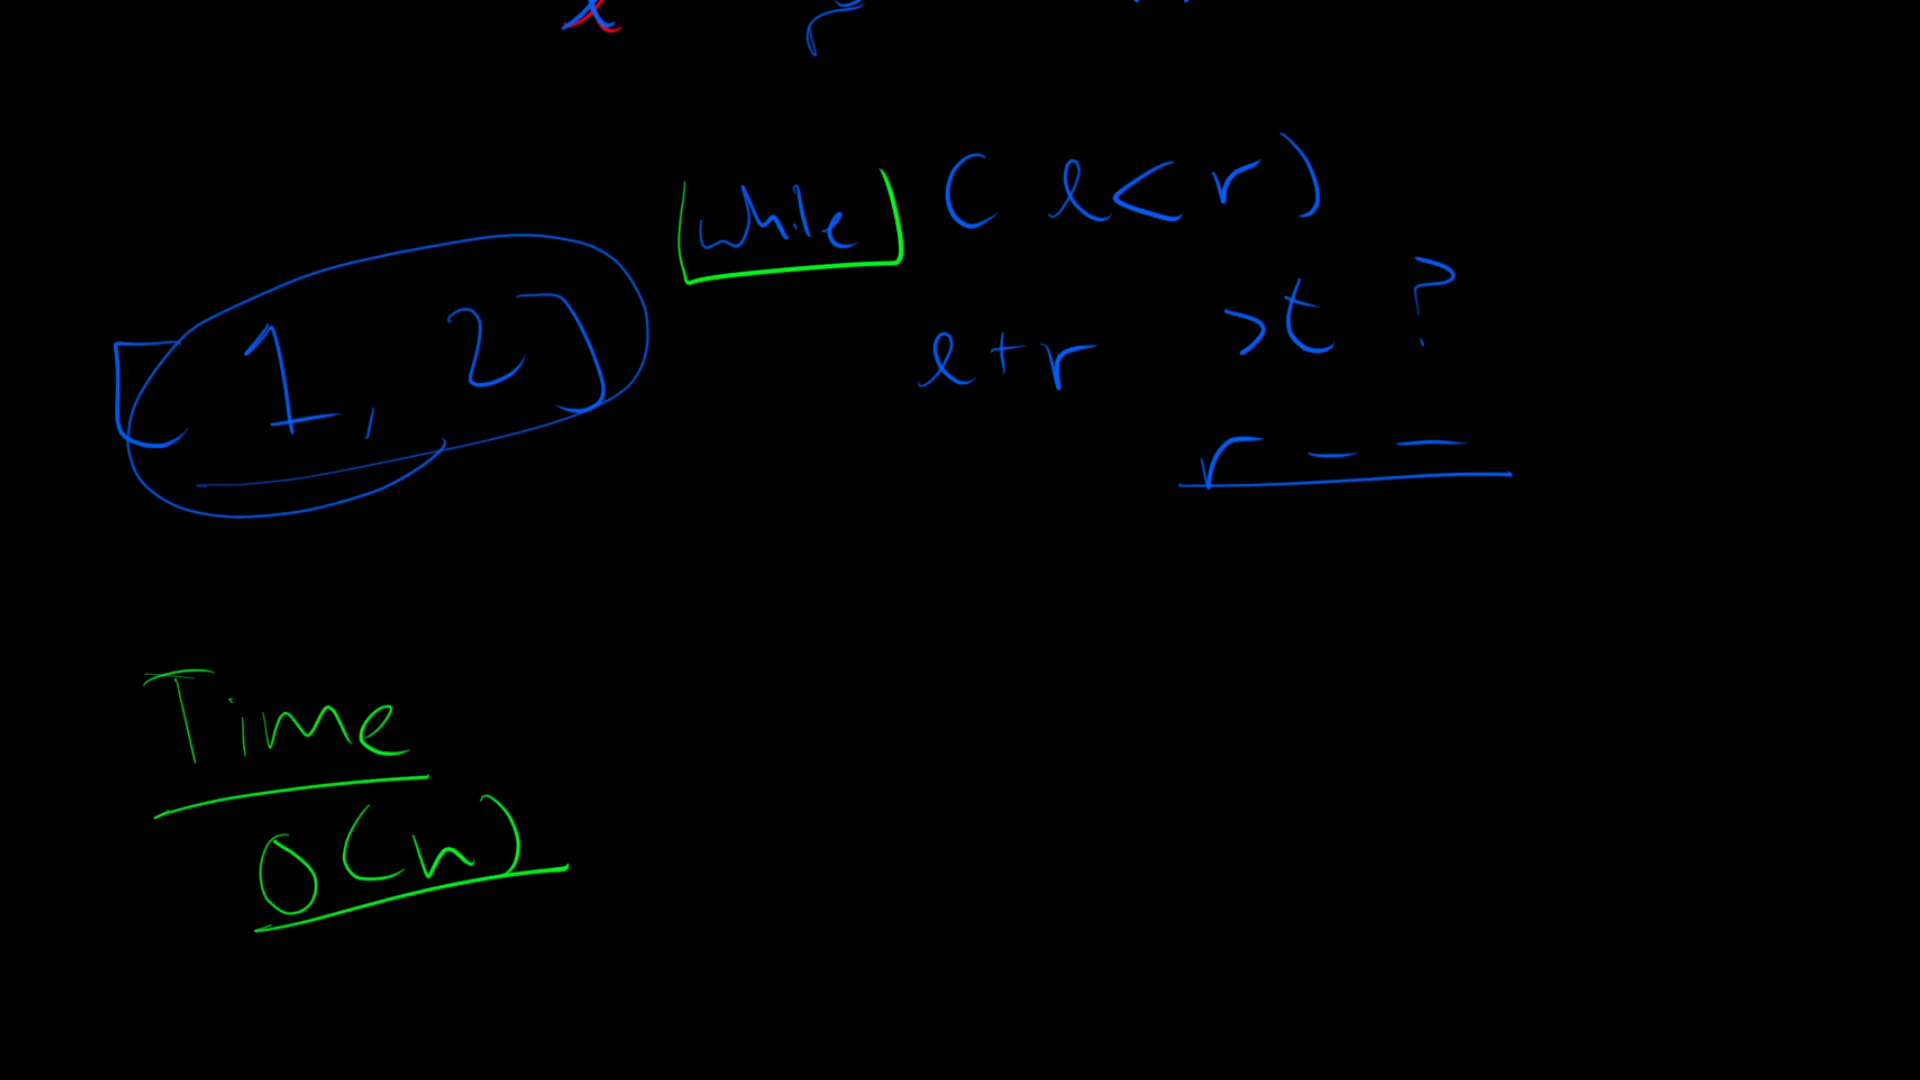 l r
while (l<r)
[1, 2]
l+r >t ?
r--
Time
O(n)